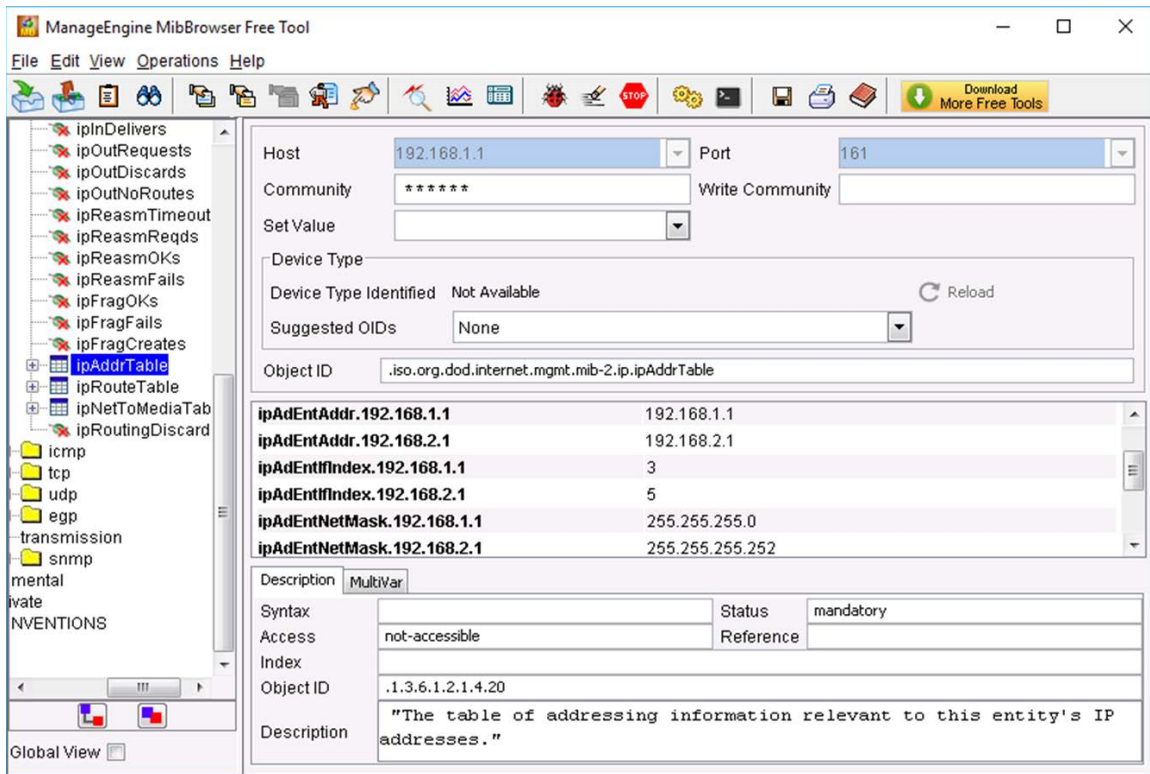 ManageEngine MibBrowser Free Tool
File Edit View Operations Help
STOP
Download
More Free Tools
ipInDelivers
ipOutRequests
ipOutDiscards
ipOutNoRoutes
ipReasmTimeout
ipReasmReqds
ipReasmOKs
ipReasmFails
ipFragOKs
ipFragFails
ipFragCreates
ipAddrTable
ipRouteTable
ipNetToMediaTab
ipRoutingDiscard
icmp
tcp
udp
egp
transmission
snmp
mental
ivate
NVENTIONS
Global View
Host 192.168.1.1 Port 161
Community ****** Write Community
Set Value
Device Type
Device Type Identified Not Available Reload
Suggested OIDs None
Object ID .iso.org.dod.internet.mgmt.mib-2.ip.ipAddrTable
ipAdEntAddr.192.168.1.1 192.168.1.1
ipAdEntAddr.192.168.2.1 192.168.2.1
ipAdEntIfIndex.192.168.1.1 3
ipAdEntIfIndex.192.168.2.1 5
ipAdEntNetMask.192.168.1.1 255.255.255.0
ipAdEntNetMask.192.168.2.1 255.255.255.252
Description MultiVar
Syntax Status mandatory
Access not-accessible Reference
Index
Object ID .1.3.6.1.2.1.4.20
Description "The table of addressing information relevant to this entity's IP
addresses."